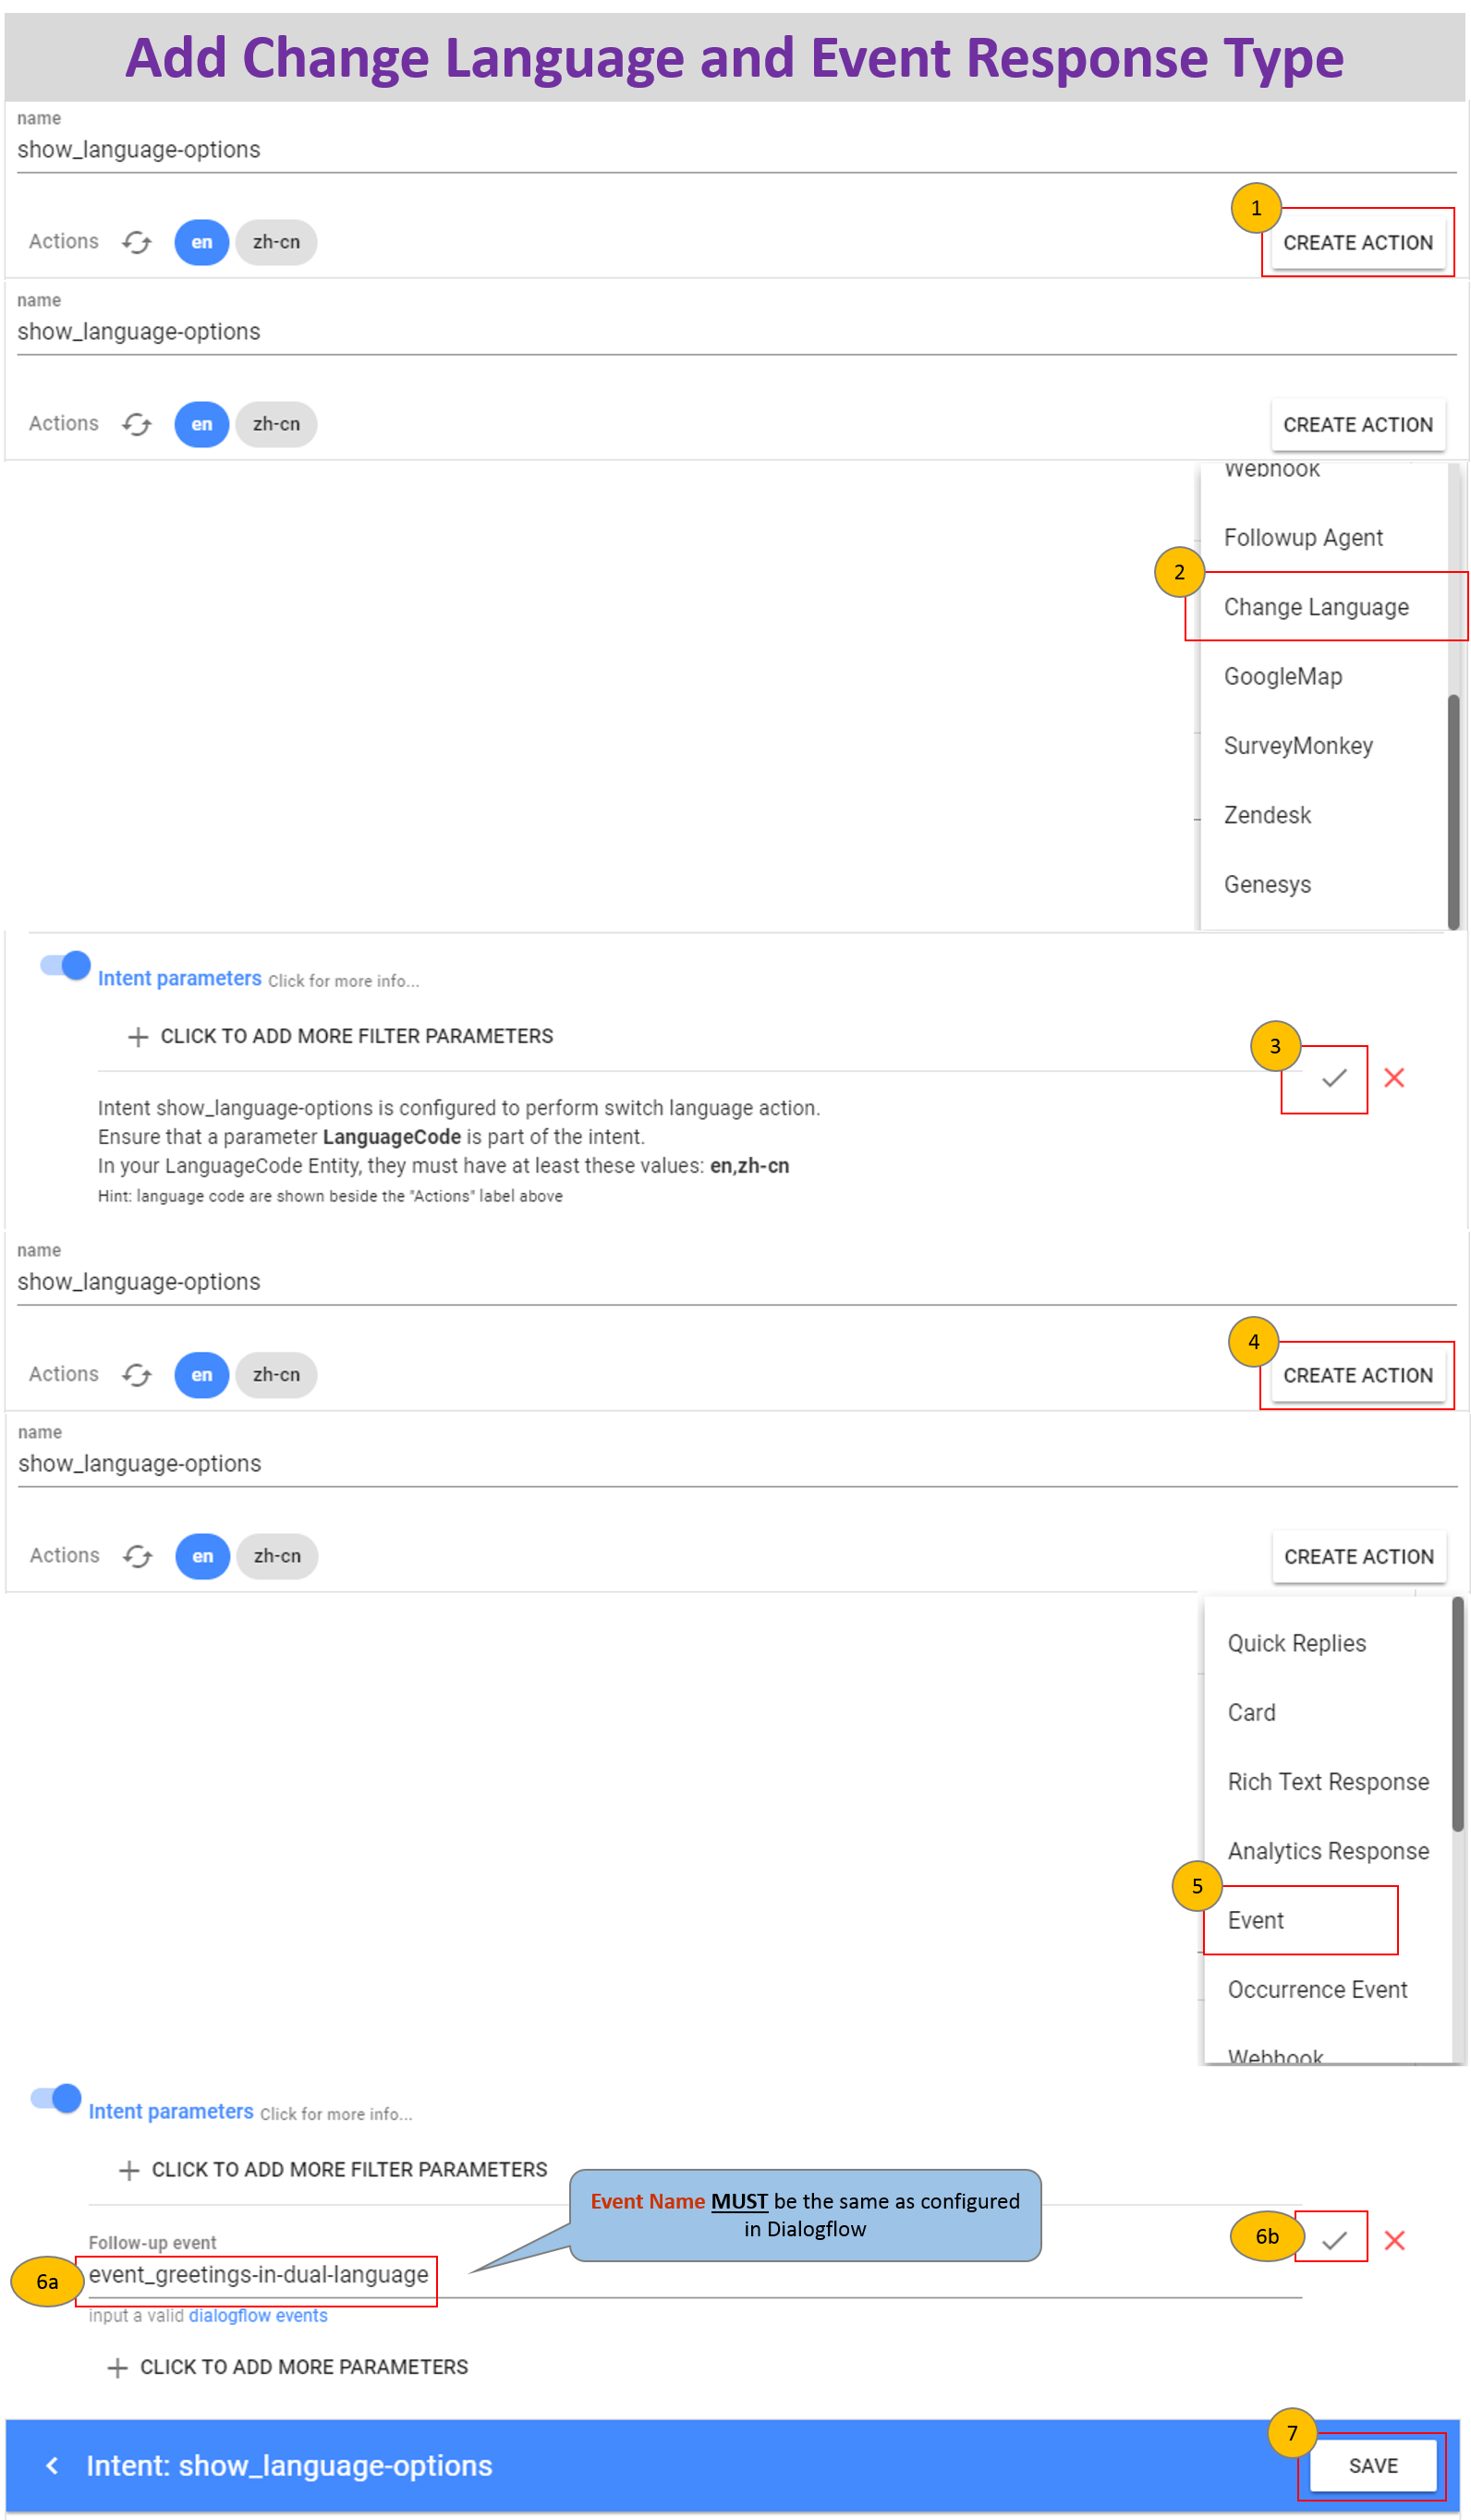 Add Change Language and Event Response Type
name
show_language-options
1
Actions en zh-cn CREATE ACTION
name
show_language-options
Actions en zh-cn CREATE ACTION
Webhook
Followup Agent
2
Change Language
GoogleMap
SurveyMonkey
Zendesk
Genesys
Intent parameters Click for more info...
CLICK TO ADD MORE FILTER PARAMETERS
3
Intent show_language-options is configured to perform switch language action.
Ensure that a parameter LanguageCode is part of the intent.
In your LanguageCode Entity, they must have at least these values: en,zh-cn
Hint: language code are shown beside the "Actions" label above
name
show_language-options
4
Actions en zh-cn CREATE ACTION
name
show_language-options
Actions en zh-cn CREATE ACTION
Quick Replies
Card
Rich Text Response
Analytics Response
5
Event
Occurrence Event
Webhook
Intent parameters Click for more info...
CLICK TO ADD MORE FILTER PARAMETERS
Event Name MUST be the same as configured
in Dialogflow
6b
Follow-up event
6a
event_greetings-in-dual-language
input a valid dialogflow events
CLICK TO ADD MORE PARAMETERS
7
Intent: show_language-options SAVE